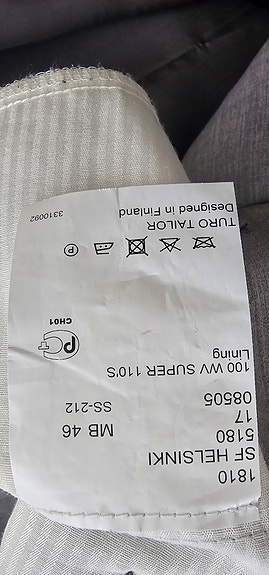 1810
SF HELSINKI
5180 MB 46
17
08505 SS-212
Lining
100 WV SUPER 110'S
PC
CH01
P
TURO TAILOR
Designed in Finland
3310092